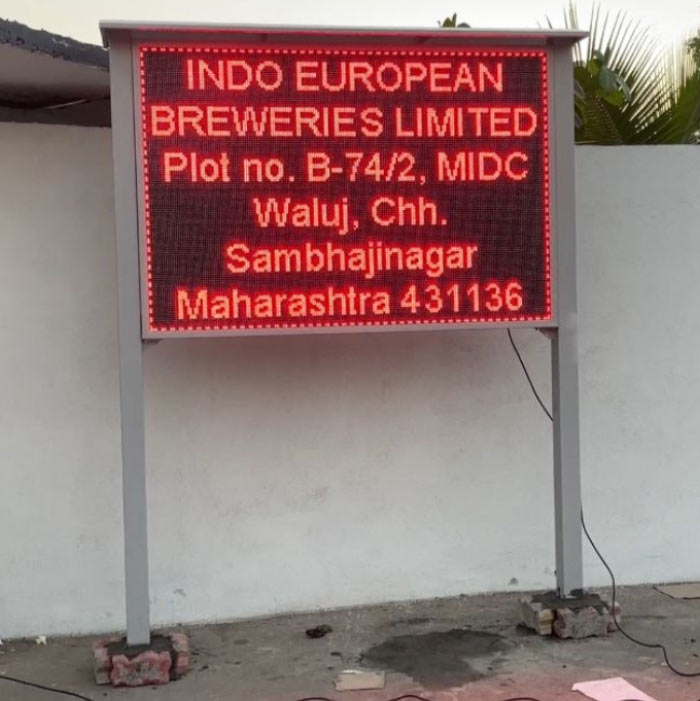 INDO EUROPEAN
BREWERIES LIMITED
Plot no. B-74/2, MIDC
Waluj, Chh.
Sambhajinagar
Maharashtra 431136